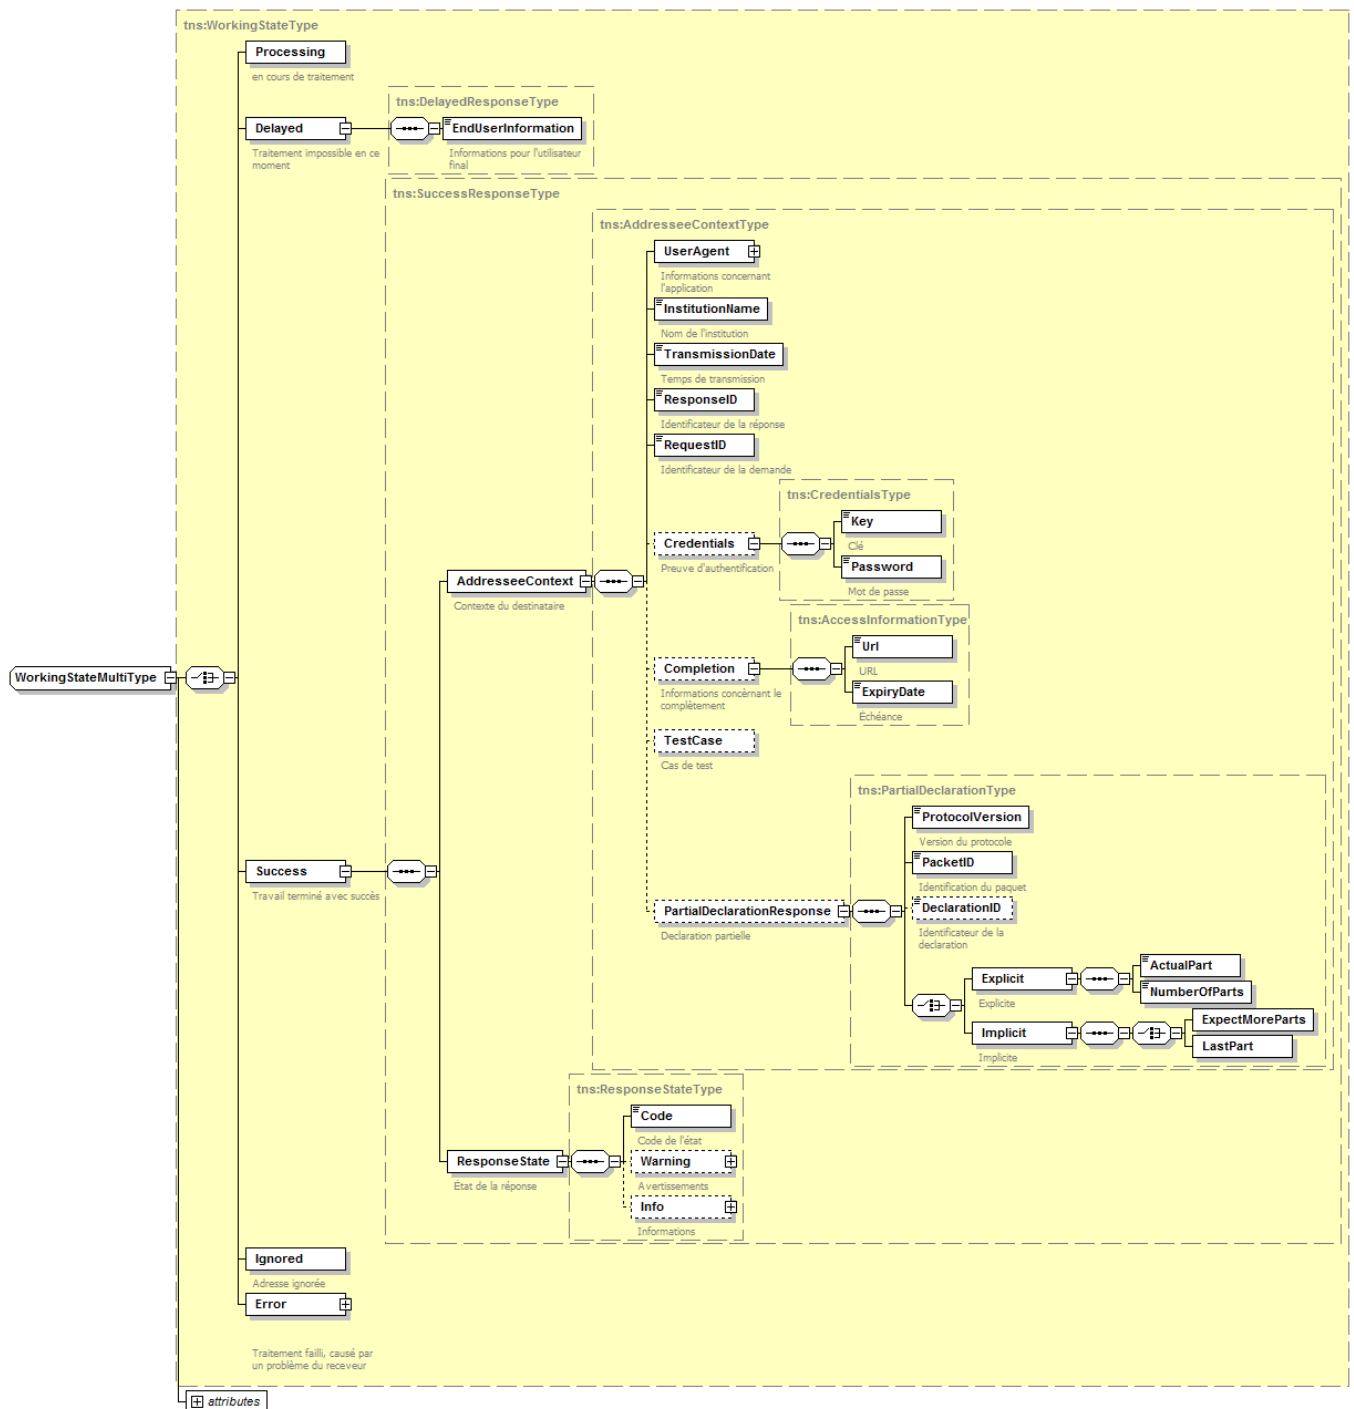 tns:WorkingStateType
Processing
en cours de traitement
tns:DelayedResponseType
Delayed
EndUserInformation
Traitement impossible en ce
moment
Informations pour l'utilisateur
final
tns:SuccessResponseType
tns:AddresseeContextType
UserAgent
Informations concernant
l'application
InstitutionName
Nom de l'institution
TransmissionDate
Temps de transmission
ResponseID
Identificateur de la réponse
RequestID
Identificateur de la demande
tns:CredentialsType
Key
Clé
Credentials
Preuve d'authentification
Password
Mot de passe
AddresseeContext
Contexte du destinataire
tns:AccessInformationType
Url
URL
Completion
Informations concèrnant le
complètement
ExpiryDate
Échéance
WorkingStateMultiType
TestCase
Cas de test
tns:PartialDeclarationType
ProtocolVersion
Version du protocole
PacketID
Identification du paquet
Success
Travail terminé avec succès
PartialDeclarationResponse
Declaration partielle
DeclarationID
Identificateur de la
declaration
Explicit
Explicite
ActualPart
NumberOfParts
Implicit
Implicite
ExpectMoreParts
LastPart
tns:ResponseStateType
Code
Code de l'état
ResponseState
État de la réponse
Warning
Avertissements
Info
Informations
Ignored
Adresse ignorée
Error
Traitement failli, causé par
un problème du receveur
attributes